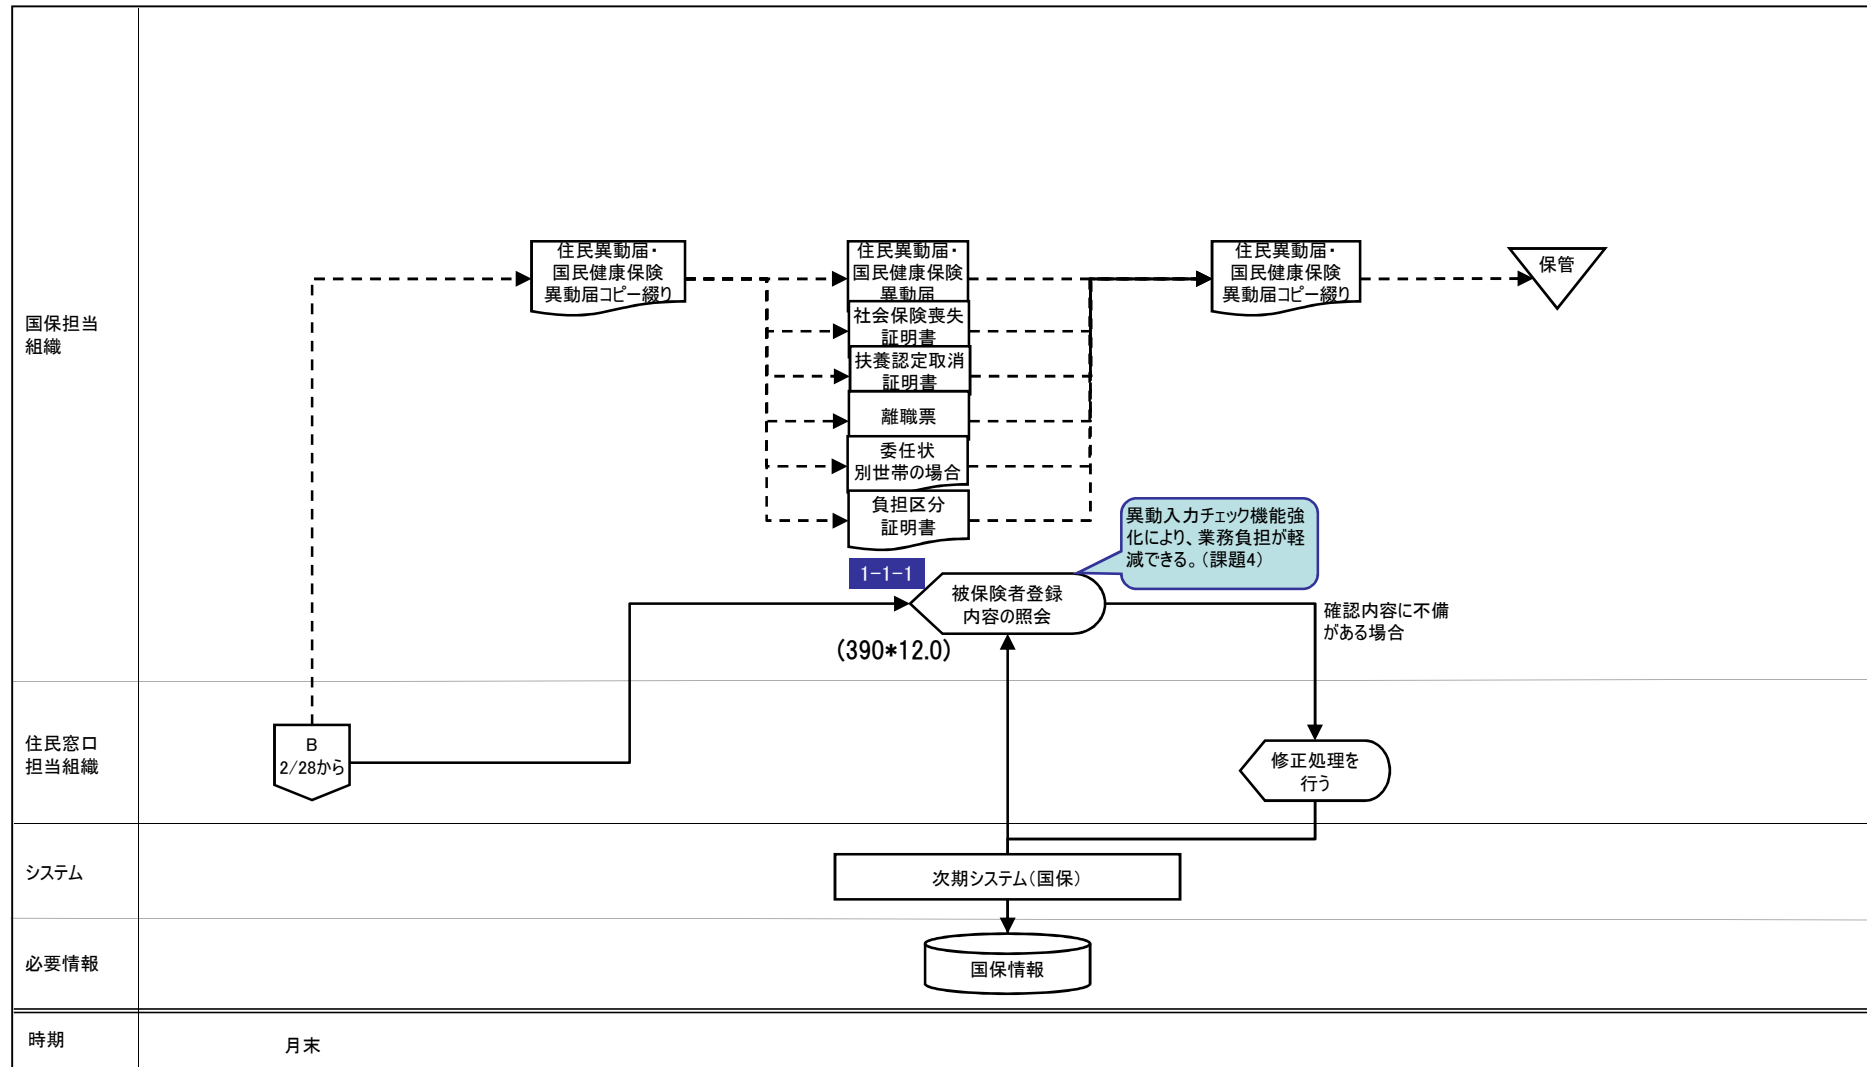 国保担当
組織
住民異動届・
国民健康保険
異動届コピー綴り
住民異動届・
国民健康保険
異動届
社会保険喪失
証明書
扶養認定取消
証明書
離職票
委任状
別世帯の場合
負担区分
証明書
住民異動届・
国民健康保険
異動届コピー綴り
保管
異動入力チェック機能強
化により、業務負担が軽
減できる。(課題4)
1-1-1
被保険者登録
内容の照会
(390*12.0)
確認内容に不備
がある場合
住民窓口
担当組織
B
2/28から
修正処理を
行う
システム
次期システム(国保)
必要情報
国保情報
時期
月末